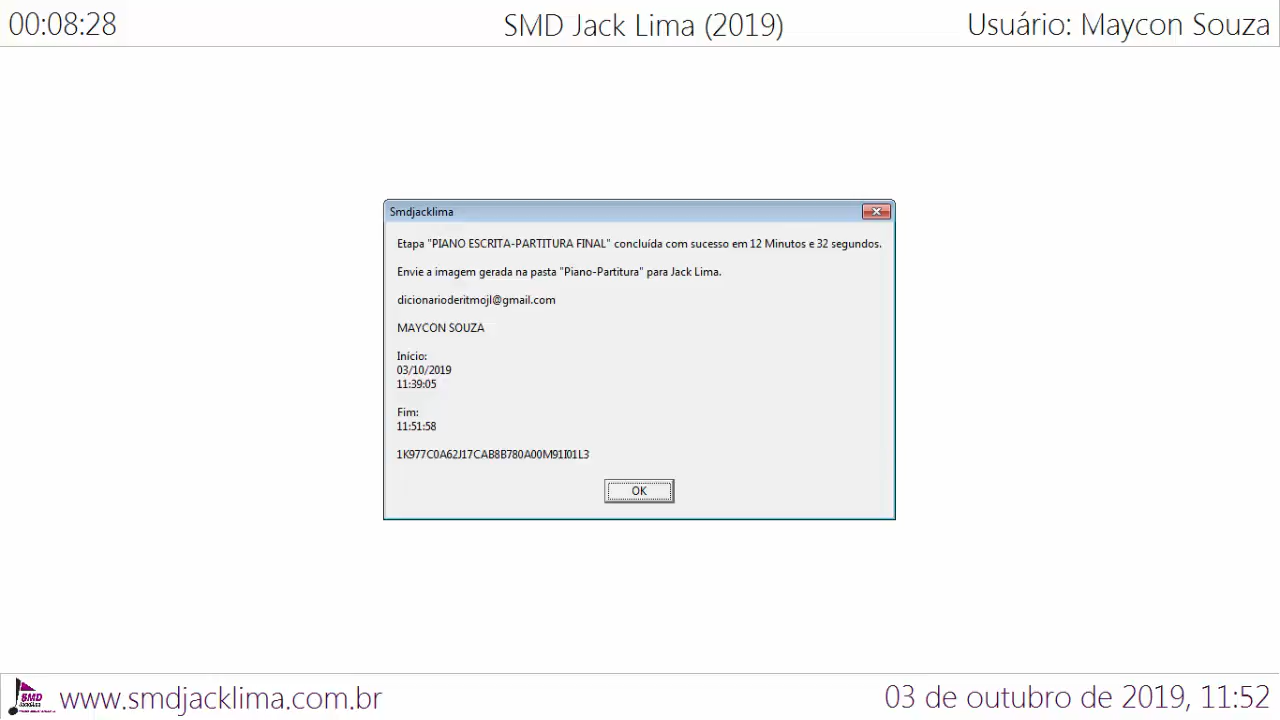 00:08:28
SMD Jack Lima (2019)
Usuário: Maycon Souza
Smdjacklima
Etapa "PIANO ESCRITA-PARTITURA FINAL" concluída com sucesso em 12 Minutos e 32 segundos.
Envie a imagem gerada na pasta "Piano-Partitura" para Jack Lima.
dicionarioderitmojl@gmail.com
MAYCON SOUZA
Início:
03/10/2019
11:39:05
Fim:
11:51:58
1K977C0A62J17CAB8B780A00M91I01L3
OK
SMD
www.smdjacklima.com.br
03 de outubro de 2019, 11:52